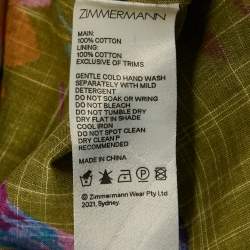 ZIMMERMANN
MAIN:
100% COTTON
LINING:
100% COTTON
EXCLUSIVE OF TRIMS
GENTLE COLD HAND WASH
SEPARATELY WITH MILD
DETERGENT.
DO NOT SOAK OR WRING
DO NOT BLEACH
DO NOT TUMBLE DRY
DRY FLAT IN SHADE
COOL IRON
DO NOT SPOT CLEAN
DRY CLEAN P
RECOMMENDED
MADE IN CHINA
© Zimmermann Wear Pty Ltd
2021, Sydney.